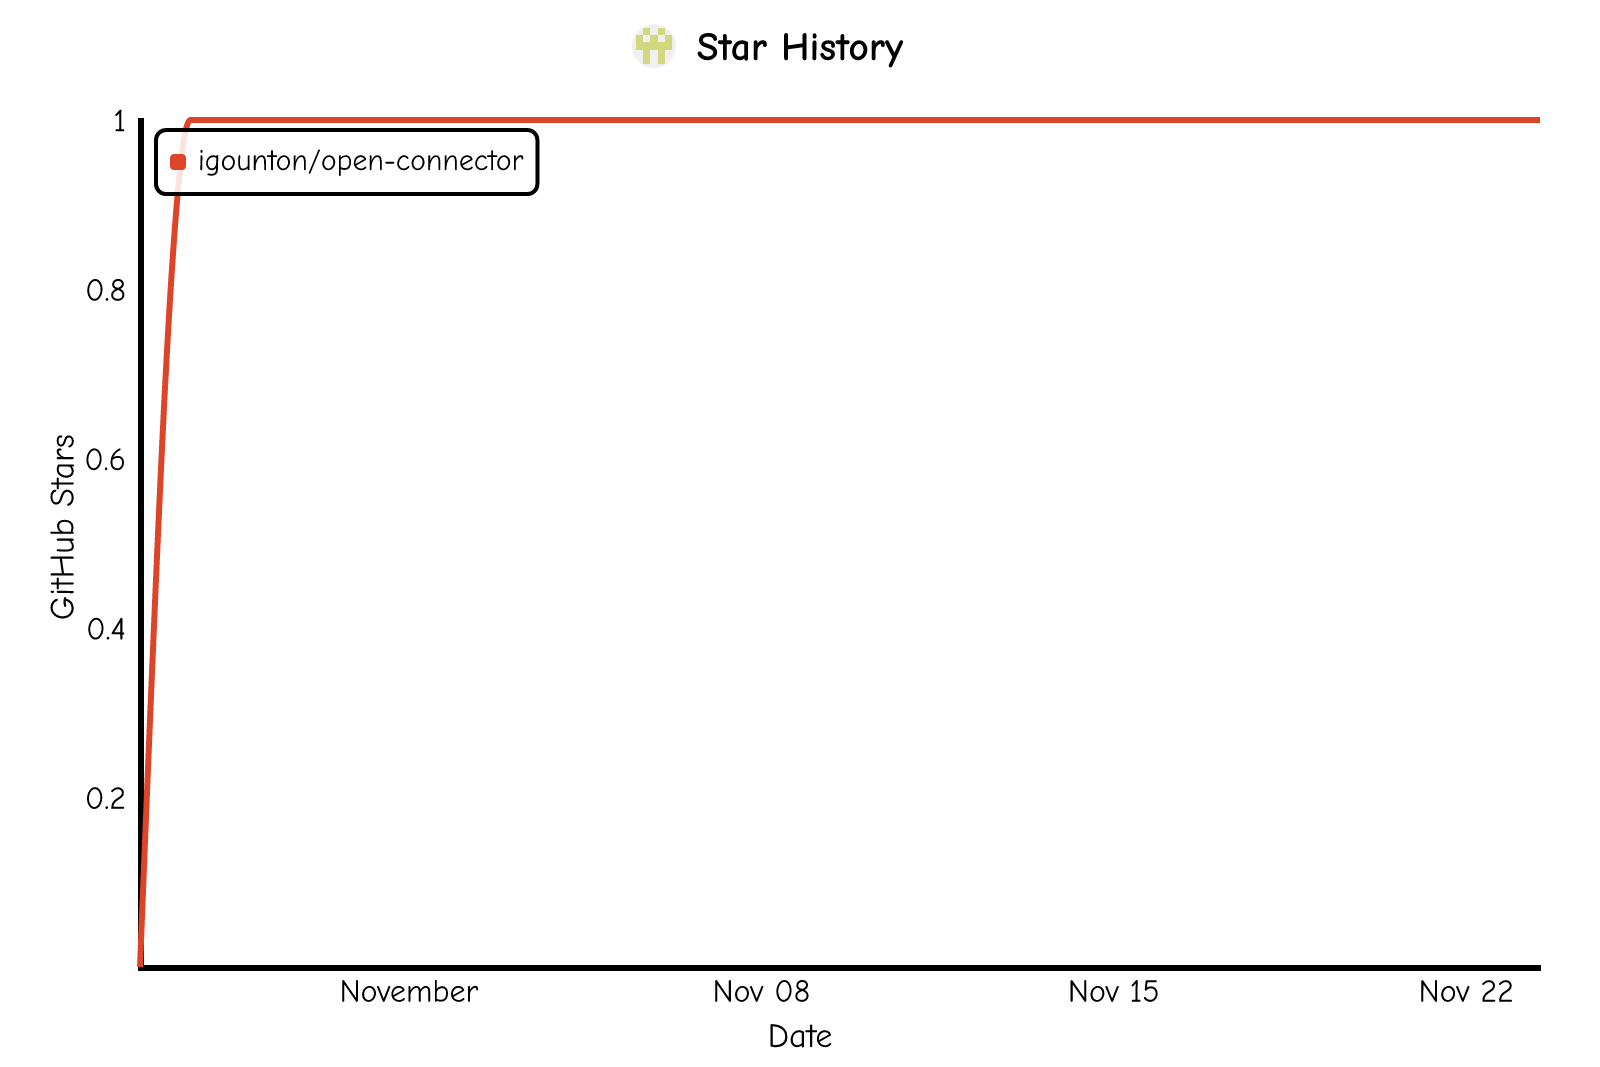 Star History
igounton/open-connector
1
0.8
0.6
0.4
0.2
GitHub Stars
November
Nov 08
Nov 15
Nov 22
Date